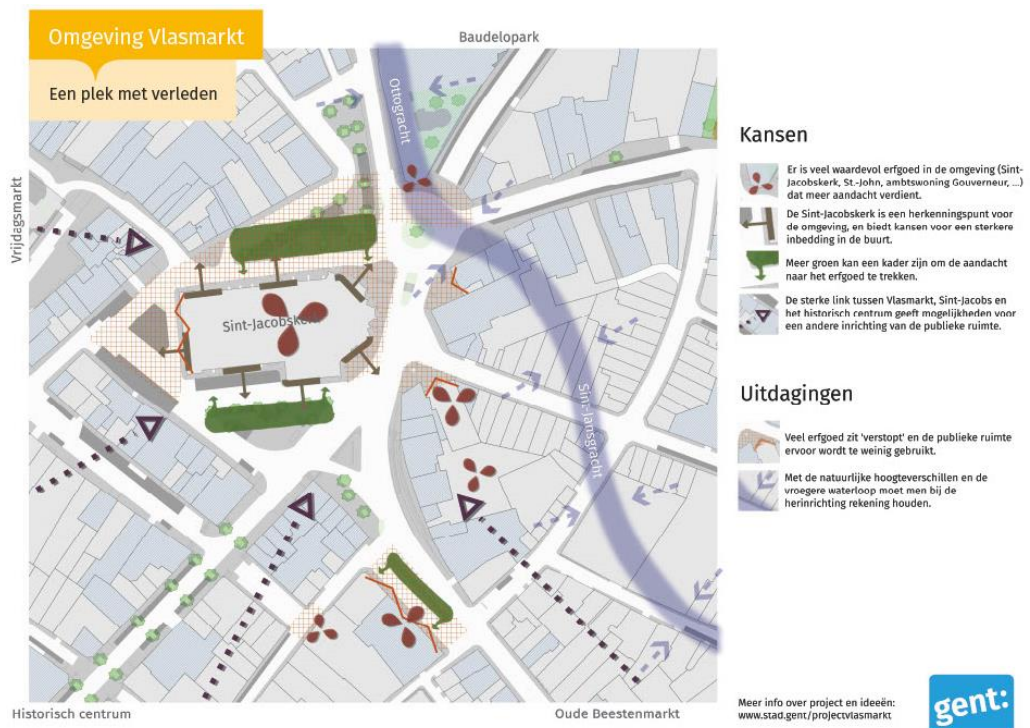 Omgeving Vlasmarkt
Een plek met verleden
Baudelopark
Vrijdagsmarkt
Ottogracht
Sint-Jacobskerk
Sint-Jansgracht
Historisch centrum
Oude Beestenmarkt
Kansen
Er is veel waardevol erfgoed in de omgeving (Sint-
Jacobskerk, St.-John, ambtswoning Gouverneur, ...)
dat meer aandacht verdient.
De Sint-Jacobskerk is een herkenningspunt voor
de omgeving, en biedt kansen voor een sterkere
inbedding in de buurt.
Meer groen kan een kader zijn om de aandacht
naar het erfgoed te trekken.
De sterke link tussen Vlasmarkt, Sint-Jacobs en
het historisch centrum geeft mogelijkheden voor
een andere inrichting van de publieke ruimte.
Uitdagingen
Veel erfgoed zit 'verstopt' en de publieke ruimte
ervoor wordt te weinig gebruikt.
Met de natuurlijke hoogteverschillen en de
vroegere waterloop moet men bij de
herinrichting rekening houden.
Meer info over project en ideeën:
www.stad.gent/projectvlasmarkt
gent: